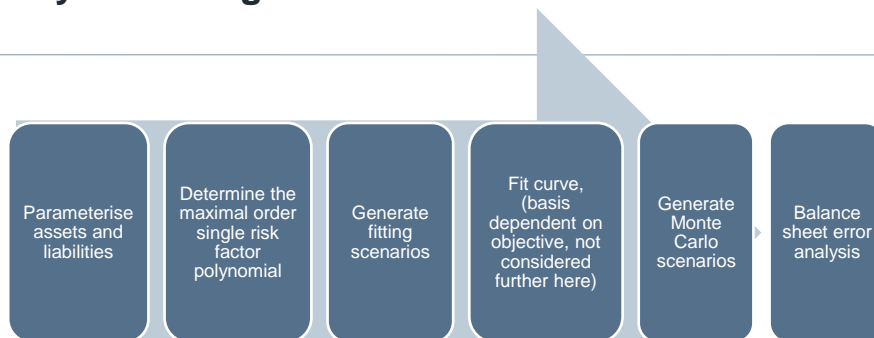 Parameterise
assets and
liabilities
Determine the
maximal order
single risk
factor
polynomial
Generate
fitting
scenarios
Fit curve,
(basis
dependent on
objective, not
considered
further here)
Generate
Monte
Carlo
scenarios
Balance
sheet error
analysis